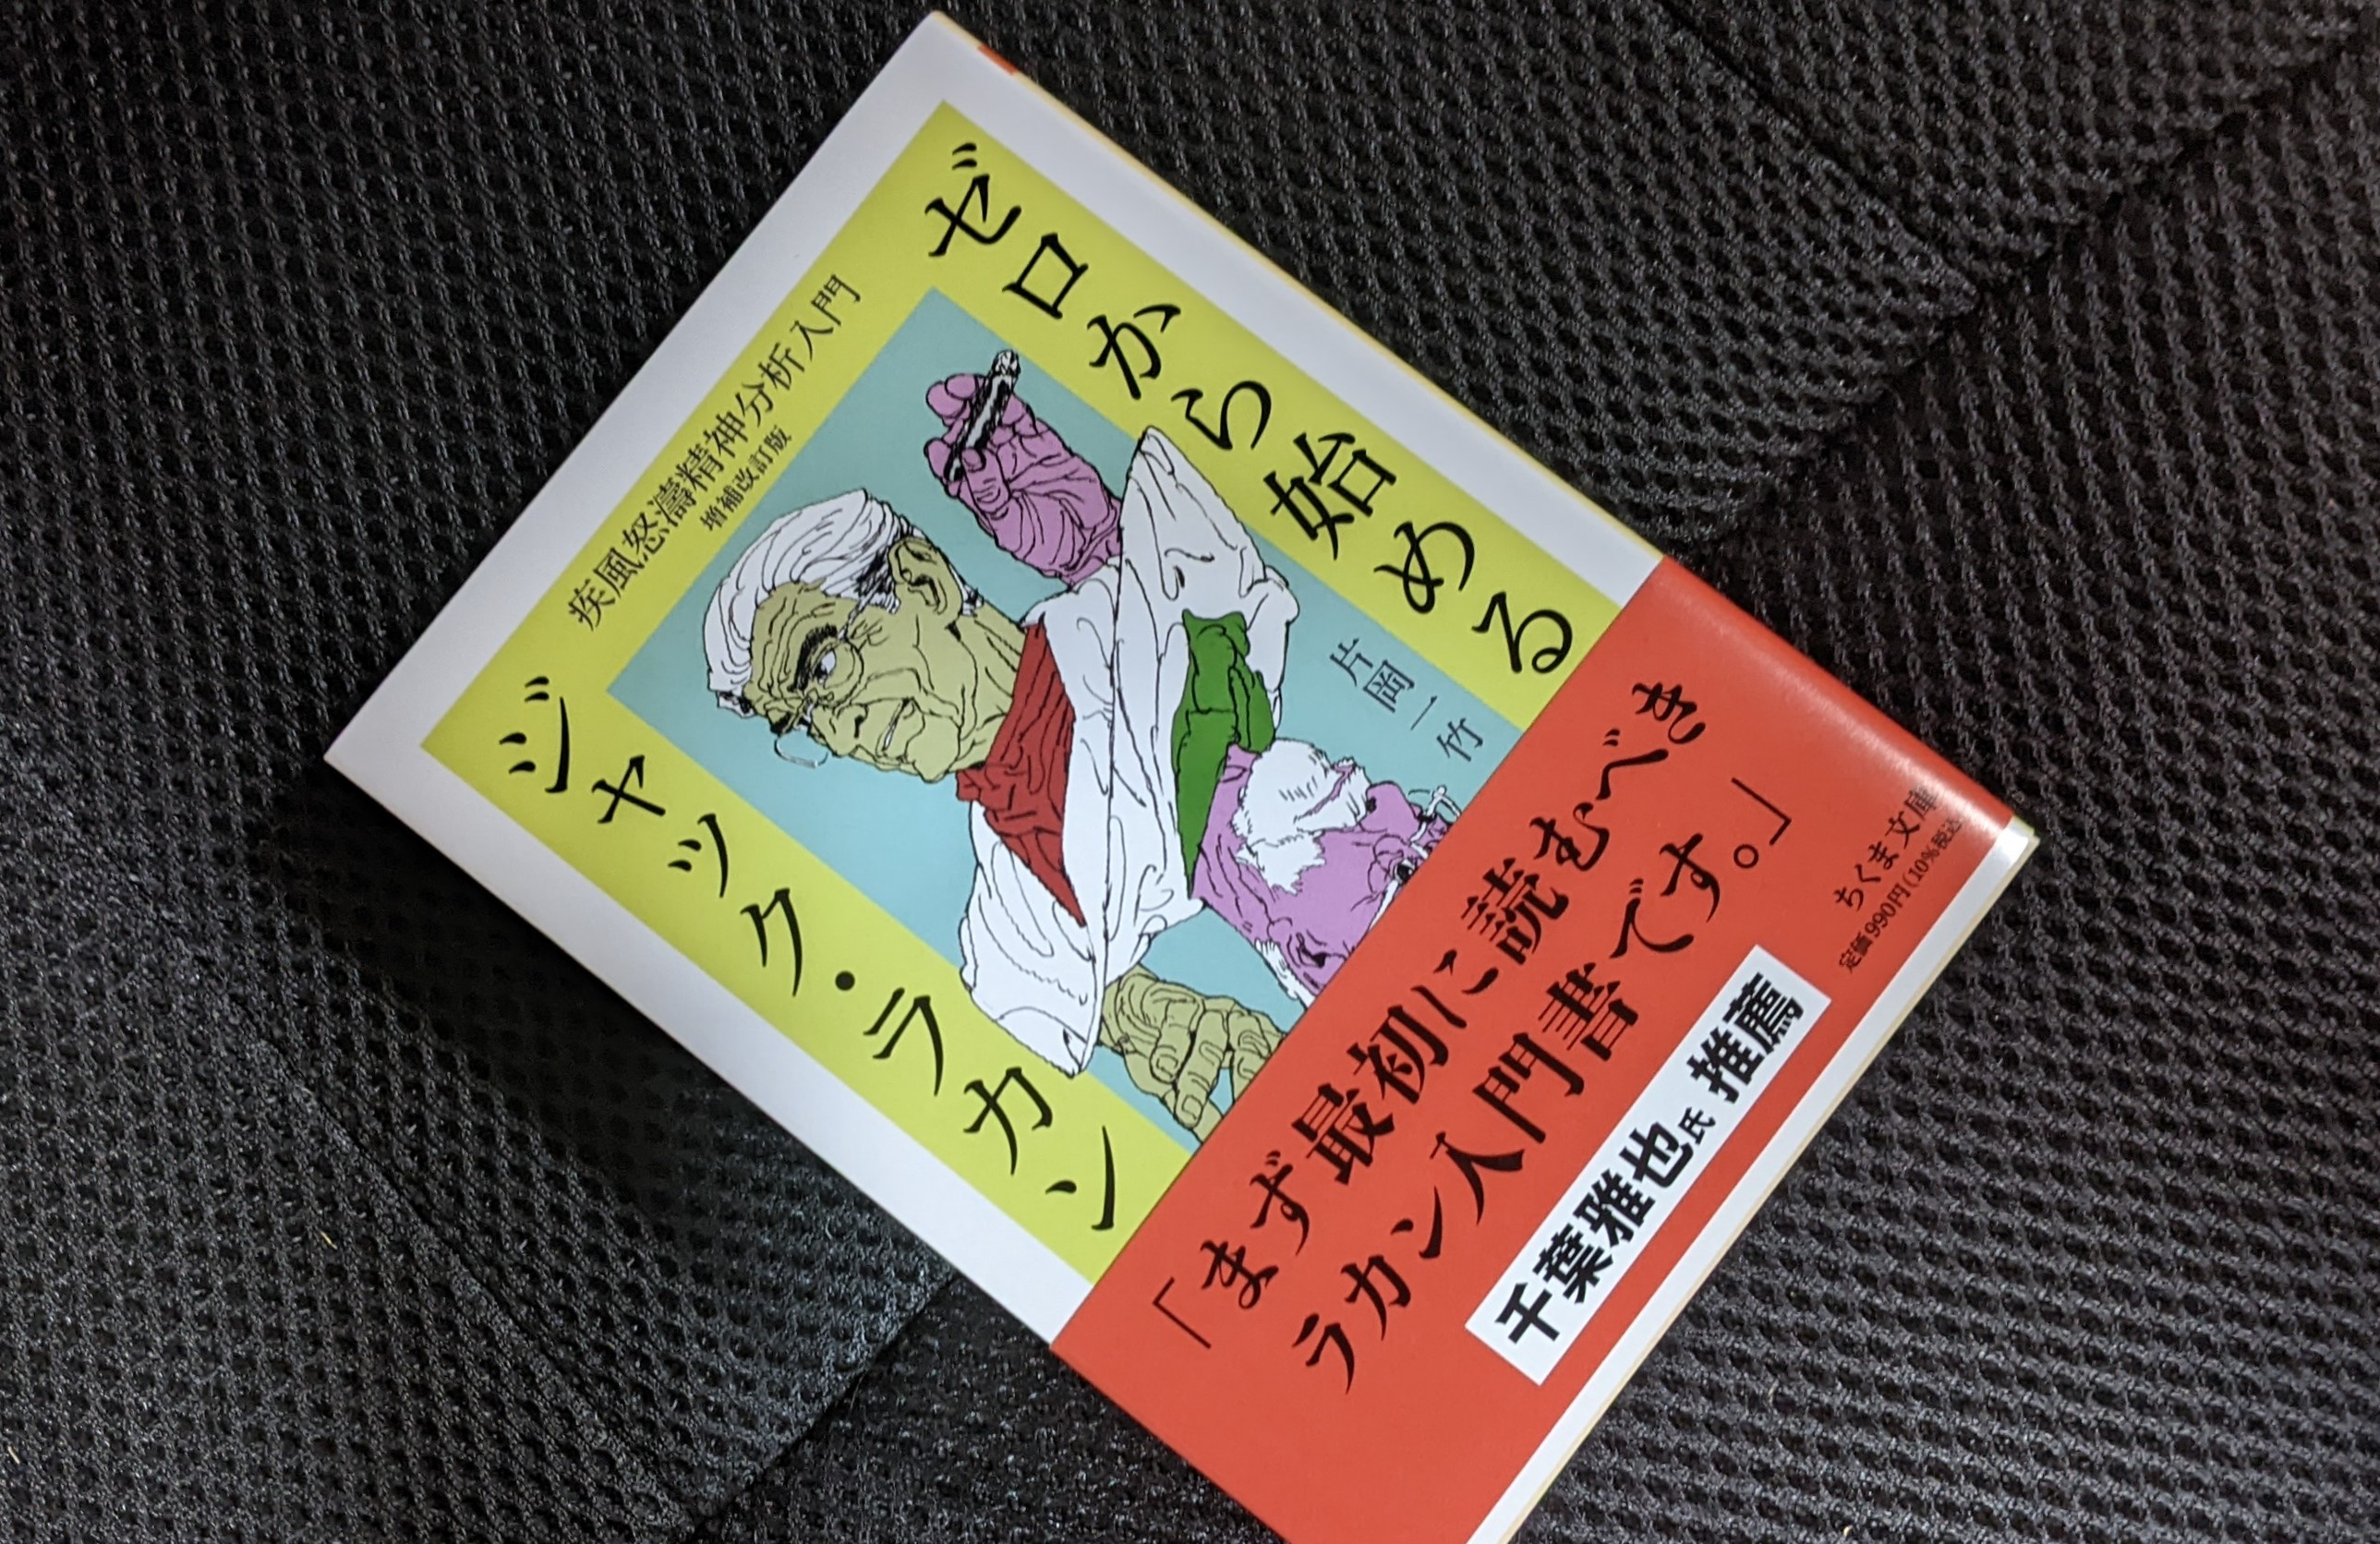 ゼロから始める
ジャック・ラカン
疾風怒濤精神分析入門
増補改訂版
片岡一竹
「まず最初に読むべき
ラカン入門書です。」
千葉雅也氏 推薦
ちくま文庫
定価990円(10%税込)